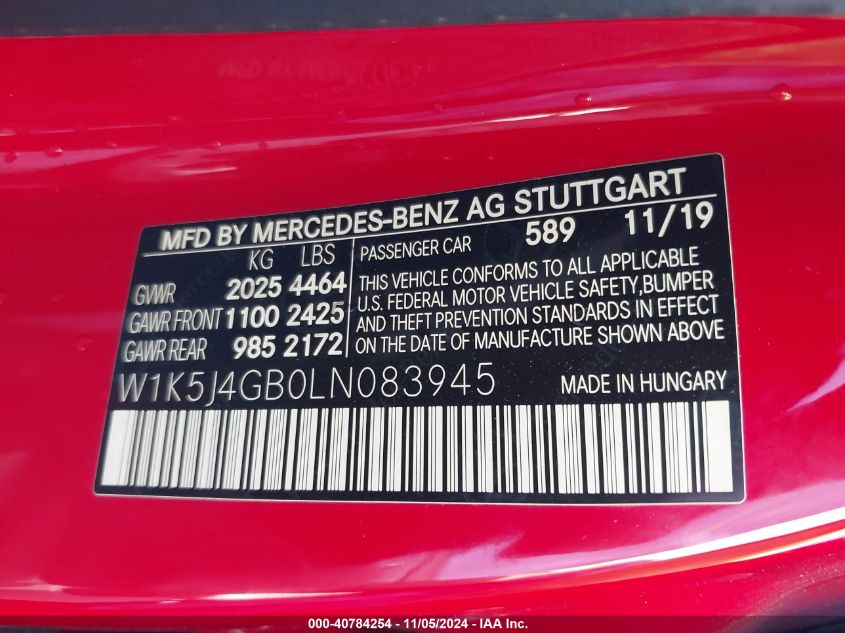 MFD BY MERCEDES-BENZ AG STUTTGART
KG LBS
GVWR 2025 4464
GAWR FRONT 1100 2425
GAWR REAR 985 2172
PASSENGER CAR 589 11/19
THIS VEHICLE CONFORMS TO ALL APPLICABLE
U.S. FEDERAL MOTOR VEHICLE SAFETY,BUMPER
AND THEFT PREVENTION STANDARDS IN EFFECT
ON THE DATE OF MANUFACTURE SHOWN ABOVE
W1K5J4GB0LN083945
MADE IN HUNGARY
000-40784254 - 11/05/2024 - IAA Inc.